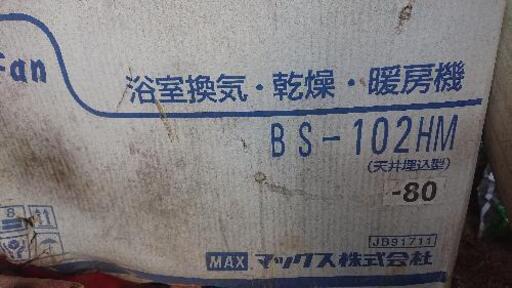 Fan
浴室換気・乾燥・暖房機
BS-102HM
(天井埋込型)
-80
8
JB91711
MAX マックス株式会社